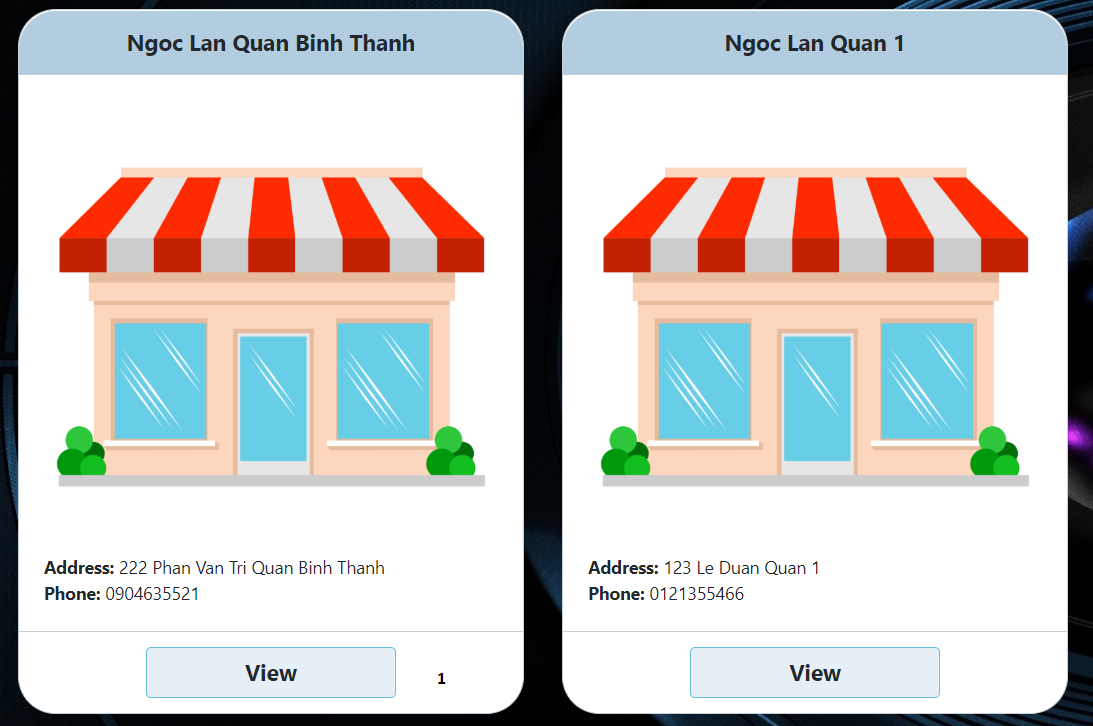 Ngoc Lan Quan Binh Thanh
Address: 222 Phan Van Tri Quan Binh Thanh
Phone: 0904635521
View
1
Ngoc Lan Quan 1
Address: 123 Le Duan Quan 1
Phone: 0121355466
View